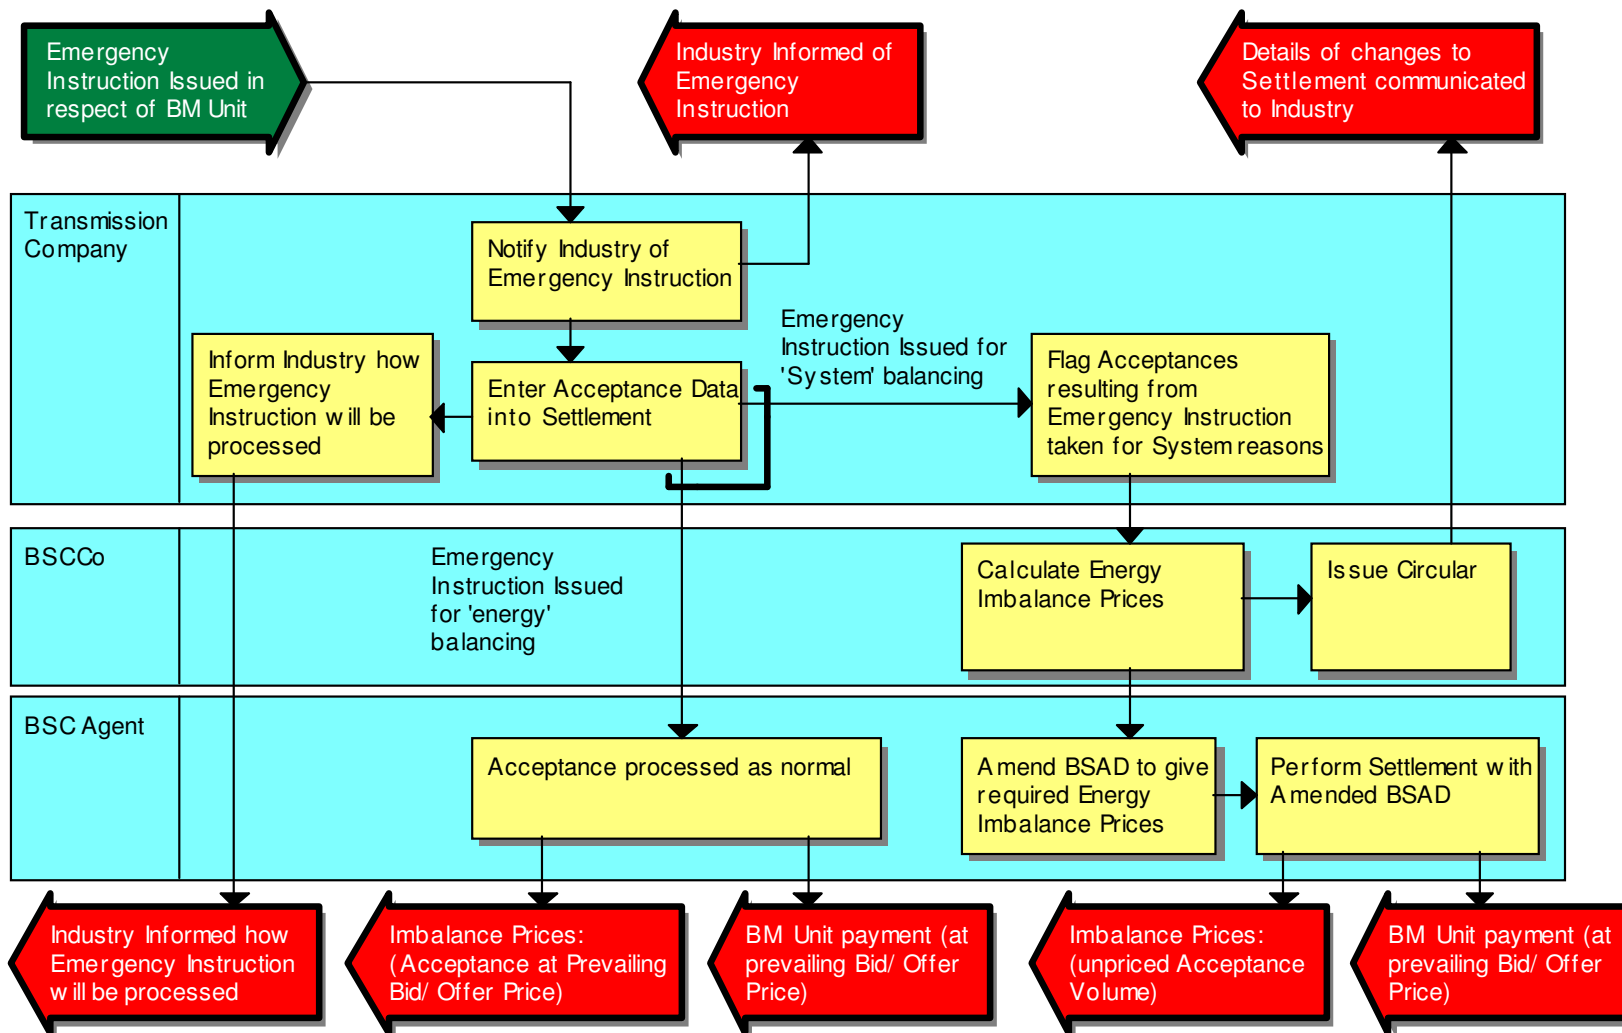 Emergency
Instruction Issued in
respect of BM Unit
Industry Informed of
Emergency
Instruction
Details of changes to
Settlement communicated
to Industry
Transmission
Company
Notify Industry of
Emergency Instruction
Inform Industry how
Emergency
Instruction will be
processed
Enter Acceptance Data
into Settlement
Emergency
Instruction Issued for
'System' balancing
Flag Acceptances
resulting from
Emergency Instruction
taken for System reasons
BSCCo
Emergency
Instruction Issued
for 'energy'
balancing
Calculate Energy
Imbalance Prices
Issue Circular
BSC Agent
Acceptance processed as normal
Amend BSAD to give
required Energy
Imbalance Prices
Perform Settlement with
Amended BSAD
Industry Informed how
Emergency Instruction
will be processed
Imbalance Prices:
(Acceptance at Prevailing
Bid/ Offer Price)
BM Unit payment (at
prevailing Bid/ Offer
Price)
Imbalance Prices:
(unpriced Acceptance
Volume)
BM Unit payment (at
prevailing Bid/ Offer
Price)